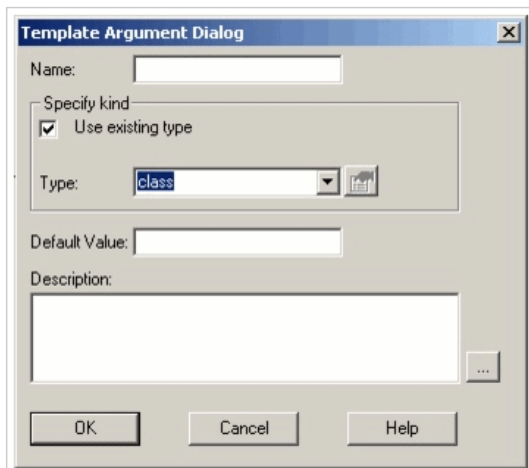 Template Argument Dialog
Name:
Specify kind
Use existing type
Type: class
Default Value:
Description:
...
OK Cancel Help